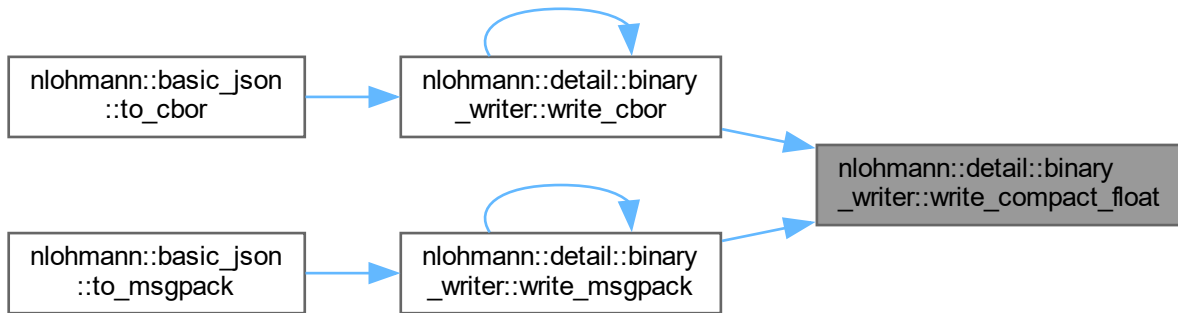 nlohmann::basic_json
::to_cbor
nlohmann::detail::binary
_writer::write_cbor
nlohmann::detail::binary
_writer::write_compact_float
nlohmann::basic_json
::to_msgpack
nlohmann::detail::binary
_writer::write_msgpack